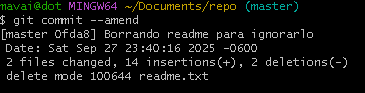 mavai@dot MINGW64 ~/Documents/repo (master)
$ git commit --amend
[master 0fda8] Borrando readme para ignorarlo
 Date: Sat Sep 27 23:40:16 2025 -0600
 2 files changed, 14 insertions(+), 2 deletions(-)
 delete mode 100644 readme.txt